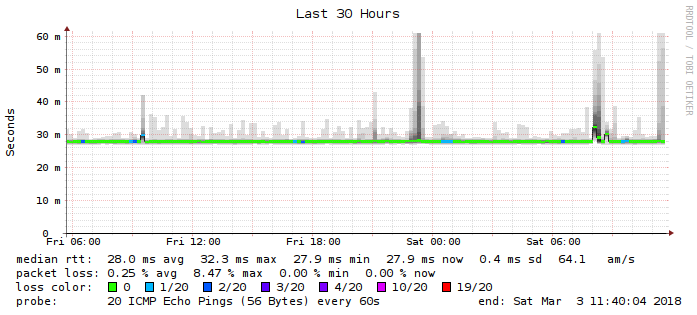 Last 30 Hours
RRDTOOL / TOBI OETIKER
Seconds
60 m
50 m
40 m
30 m
20 m
10 m
0
Fri 06:00 Fri 12:00 Fri 18:00 Sat 00:00 Sat 06:00
median rtt: 28.0 ms avg 32.3 ms max 27.9 ms min 27.9 ms now 0.4 ms sd 64.1 am/s
packet loss: 0.25 % avg 8.47 % max 0.00 % min 0.00 % now
loss color: 0 1/20 2/20 3/20 4/20 10/20 19/20
probe: 20 ICMP Echo Pings (56 Bytes) every 60s end: Sat Mar 3 11:40:04 2018